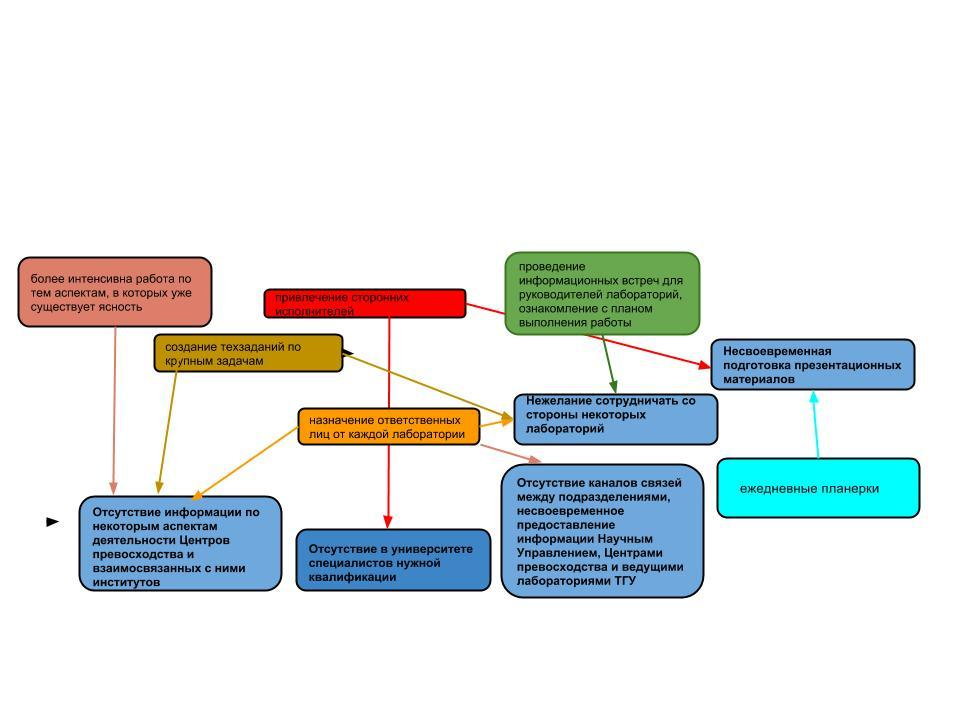 более интенсивна работа по
тем аспектам, в которых уже
существует ясность
привлечение сторонних
исполнителей
проведение
информационных встреч для
руководителей лабораторий,
ознакомление с планом
выполнения работы
создание техзаданий по
крупным задачам
Несвоевременная
подготовка презентационных
материалов
назначение ответственных
лиц от каждой лаборатории
Нежелание сотрудничать со
стороны некоторых
лабораторий
ежедневные планерки
Отсутствие информации по
некоторым аспектам
деятельности Центров
превосходства и
взаимосвязанных с ними
институтов
Отсутствие в университете
специалистов нужной
квалификации
Отсутствие каналов связей
между подразделениями,
несвоевременное
предоставление
информации Научным
Управлением, Центрами
превосходства и ведущими
лабораториями ТГУ